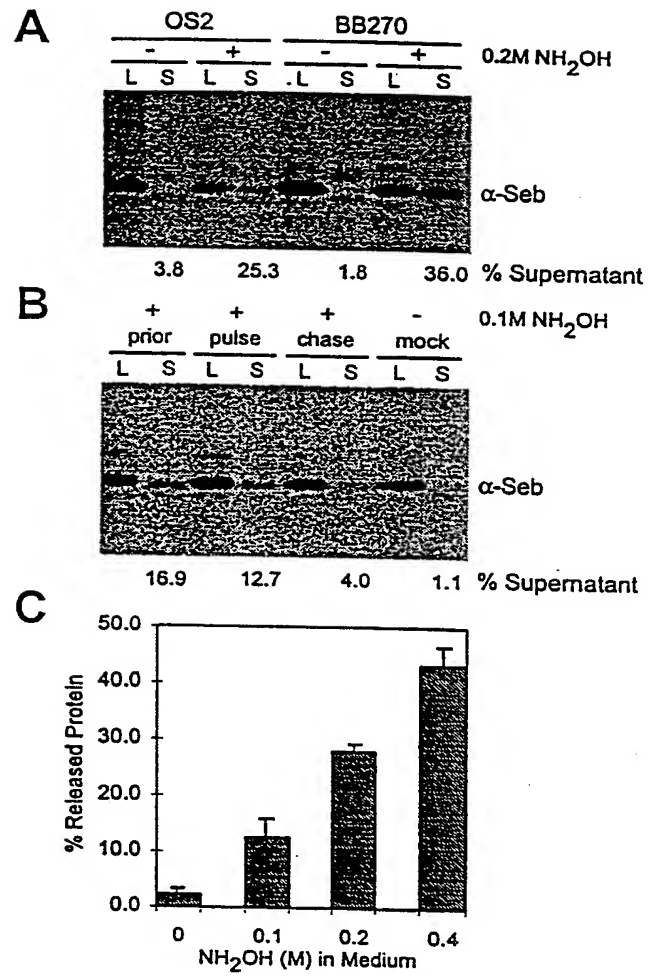 A
OS2 BB270
- + - + 0.2M NH2OH
L S L S .L S L S
α-Seb
3.8 25.3 1.8 36.0 % Supernatant
B
+ + + - 0.1M NH2OH
prior pulse chase mock
L S L S L S L S
α-Seb
16.9 12.7 4.0 1.1 % Supernatant
C
% Released Protein
50.0
40.0
30.0
20.0
10.0
0.0
0 0.1 0.2 0.4
NH2OH (M) in Medium